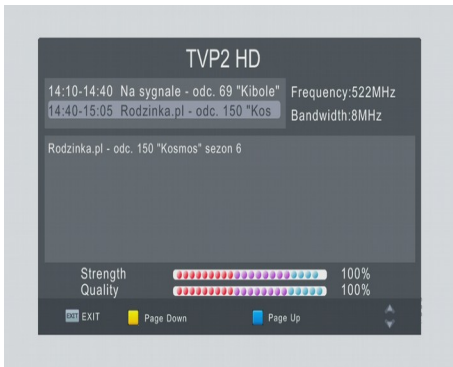 TVP2 HD
14:10-14:40 Na sygnale - odc. 69 "Kibole"
14:40-15:05 Rodzinka.pl - odc. 150 "Kos
Frequency:522MHz
Bandwidth:8MHz
Rodzinka.pl - odc. 150 "Kosmos" sezon 6
Strength 100%
Quality 100%
EXIT EXIT Page Down Page Up